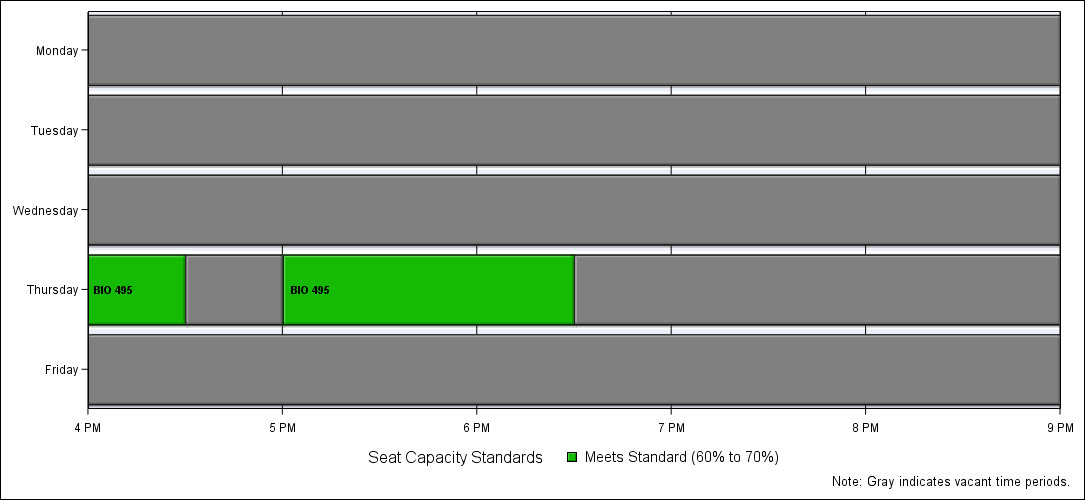 Monday
Tuesday
Wednesday
Thursday
BIO 495
BIO 495
Friday
4 PM
5 PM
6 PM
7 PM
8 PM
9 PM
Seat Capacity Standards
Meets Standard (60% to 70%)
Note: Gray indicates vacant time periods.